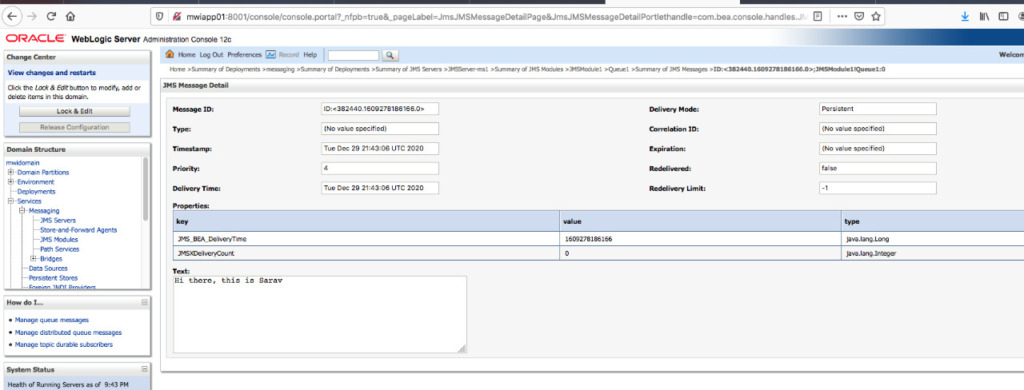 mwiapp01:8001/console/console.portal?_nfpb=true&_pageLabel=JmsJMSMessageDetailPage&JmsJMSMessageDetailPortlethandle=com.bea.console.handles.JM
ORACLE WebLogic Server Administration Console 12c
Change Center
View changes and restarts
Click the Lock & Edit button to modify, add or
delete items in this domain.
Lock & Edit
Release Configuration
Domain Structure
mwidomain
Domain Partitions
Environment
Deployments
Services
Messaging
JMS Servers
Store-and-Forward Agents
JMS Modules
Path Services
Bridges
Data Sources
Persistent Stores
Foreign JNDI Providers
How do I...
Manage queue messages
Manage distributed queue messages
Manage topic durable subscribers
System Status
Health of Running Servers as of 9:43 PM
Home Log Out Preferences Record Help
Welcom
Home >Summary of Deployments >messaging >Summary of Deployments >Summary of JMS Servers >JMSServer-ms1 >Summary of JMS Modules >JMSModule1 >Queue1 >Summary of JMS Messages >ID:<382440.1609278186166.0>;JMSModule1!Queue1:0
JMS Message Detail
Message ID: ID:<382440.1609278186166.0> Delivery Mode: Persistent
Type: (No value specified) Correlation ID: (No value specified)
Timestamp: Tue Dec 29 21:43:06 UTC 2020 Expiration: (No value specified)
Priority: 4 Redelivered: false
Delivery Time: Tue Dec 29 21:43:06 UTC 2020 Redelivery Limit: -1
Properties:
key value type
JMS_BEA_DeliveryTime 1609278186166 java.lang.Long
JMSXDeliveryCount 0 java.lang.Integer
Text:
Hi there, this is Sarav